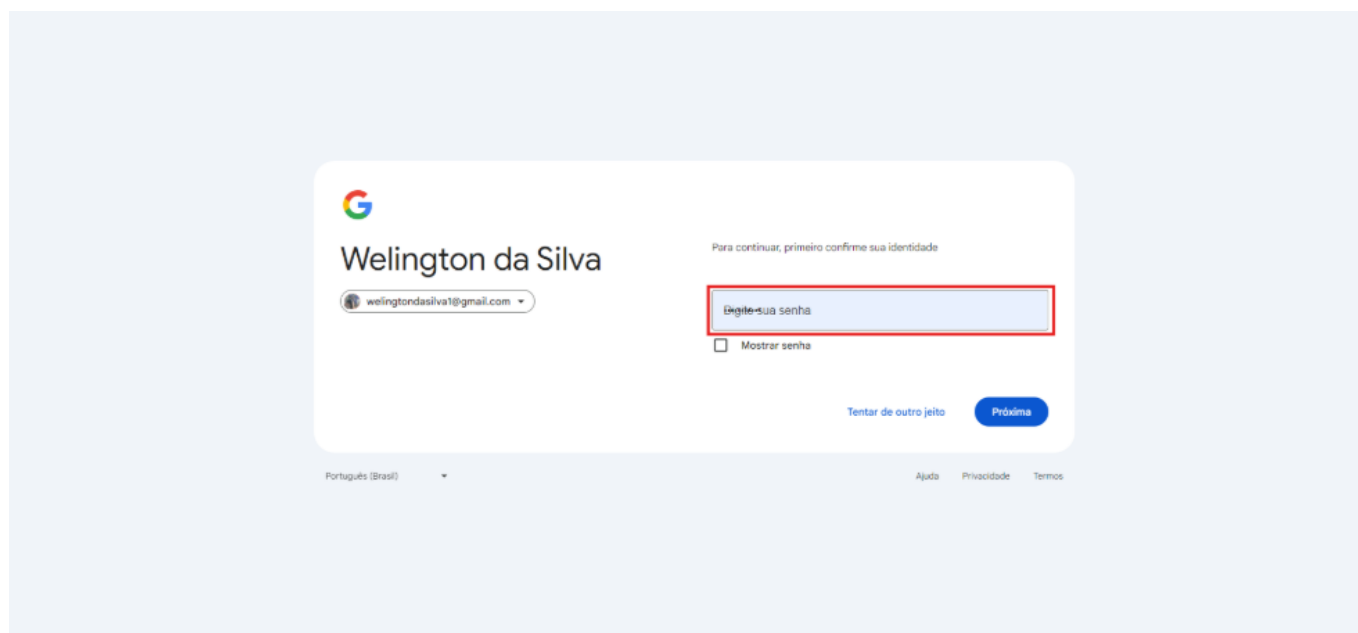 Welington da Silva
welingtondasilva1@gmail.com
Para continuar, primeiro confirme sua identidade
Digite sua senha
Mostrar senha
Tentar de outro jeito
Próxima
Português (Brasil)
Ajuda
Privacidade
Termos